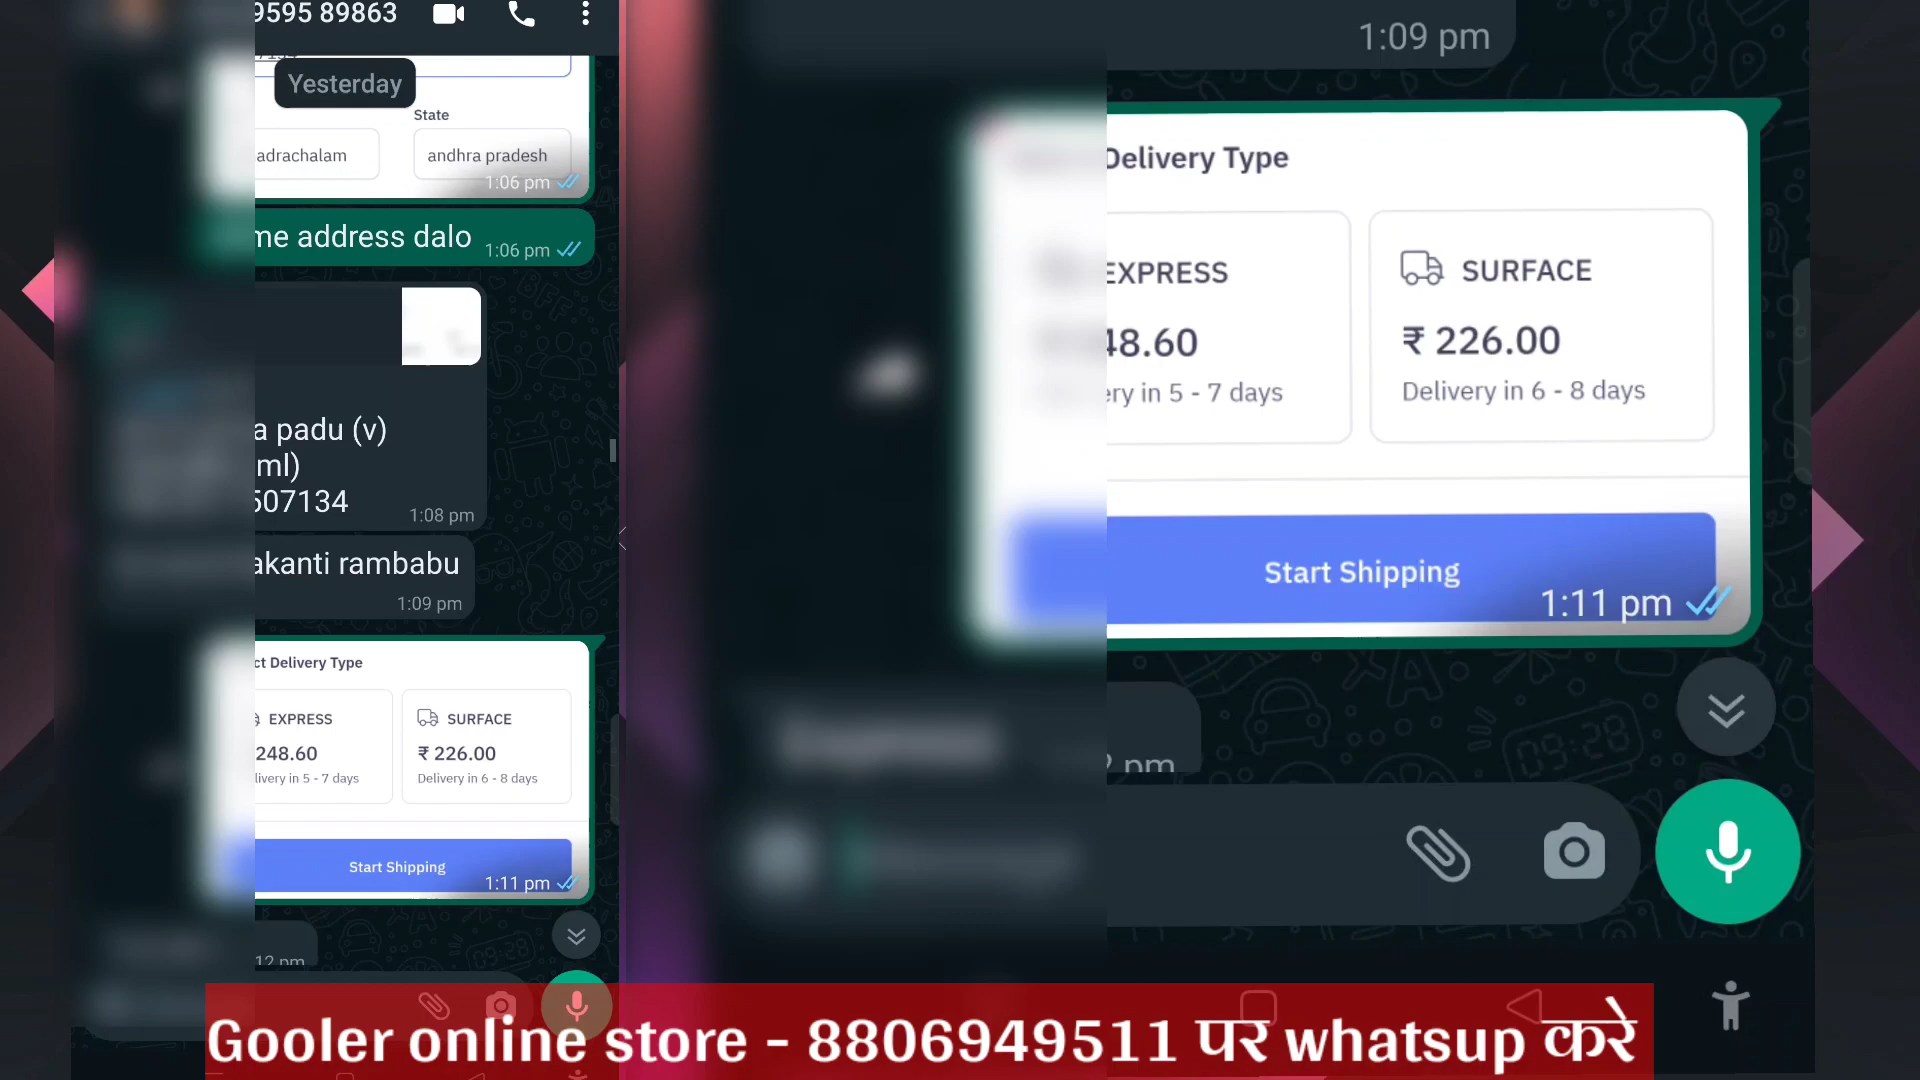 9595 89863
Yesterday
State
adrachalam
andhra pradesh
1:06 pm
me address dalo
1:06 pm
a padu (v)
ml)
507134
1:08 pm
akanti rambabu
1:09 pm
ct Delivery Type
EXPRESS
248.60
livery in 5 - 7 days
SURFACE
₹ 226.00
Delivery in 6 - 8 days
Start Shipping
1:11 pm
12 pm
1:09 pm
Delivery Type
EXPRESS
48.60
ery in 5 - 7 days
SURFACE
₹ 226.00
Delivery in 6 - 8 days
Start Shipping
1:11 pm
pm
Gooler online store - 8806949511 पर whatsup करे